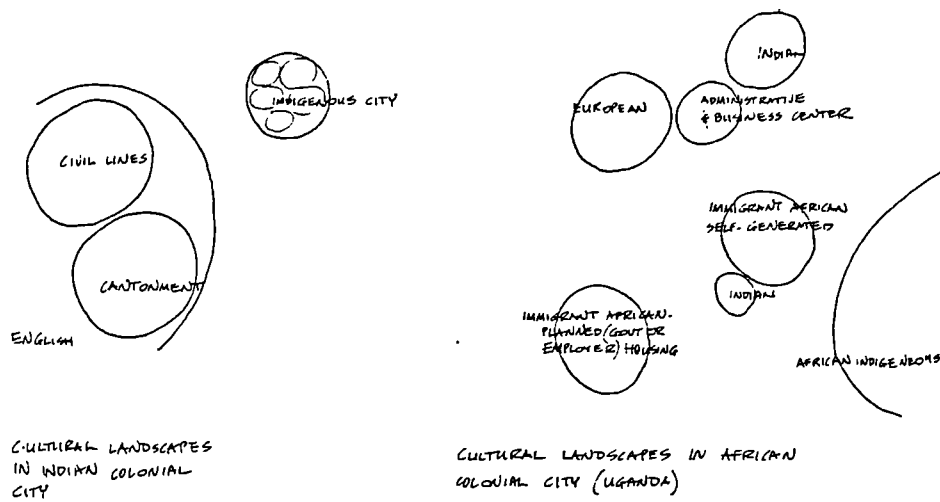 INDIGENOUS CITY
CIVIL LINES
CANTONMENT
ENGLISH
CULTURAL LANDSCAPES
IN INDIAN COLONIAL
CITY
INDIAN
EUROPEAN
ADMINISTRATIVE
& BUSINESS CENTER
IMMIGRANT AFRICAN
SELF-GENERATED
INDIAN
IMMIGRANT AFRICAN-
PLANNED (GOVT OR
EMPLOYER) HOUSING
AFRICAN INDIGENEOUS
CULTURAL LANDSCAPES IN AFRICAN
COLONIAL CITY (UGANDA)